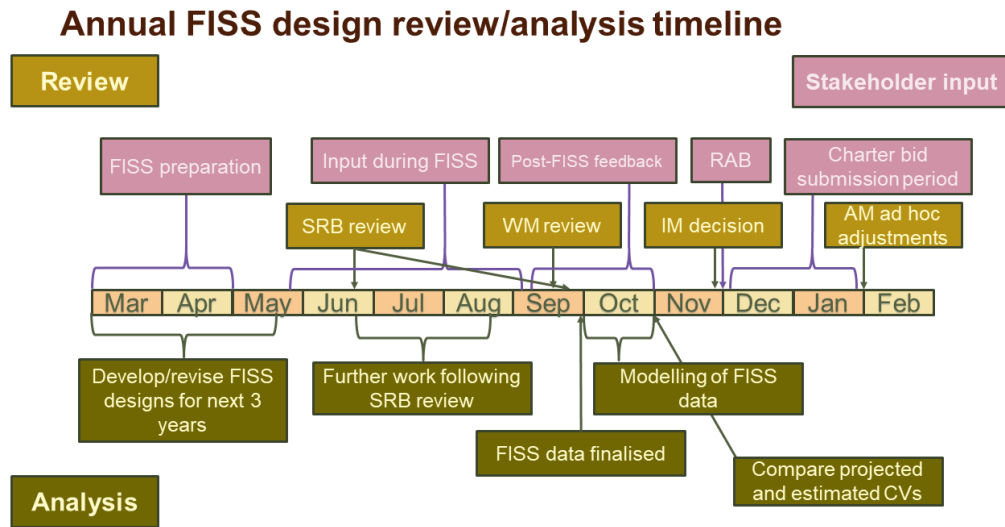 Annual FISS design review/analysis timeline
Review
Stakeholder input
FISS preparation
Input during FISS
Post-FISS feedback
RAB
Charter bid
submission period
SRB review
WM review
IM decision
AM ad hoc
adjustments
Mar
Apr
May
Jun
Jul
Aug
Sep
Oct
Nov
Dec
Jan
Feb
Develop/revise FISS
designs for next 3
years
Further work following
SRB review
Modelling of FISS
data
FISS data finalised
Compare projected
and estimated CVs
Analysis